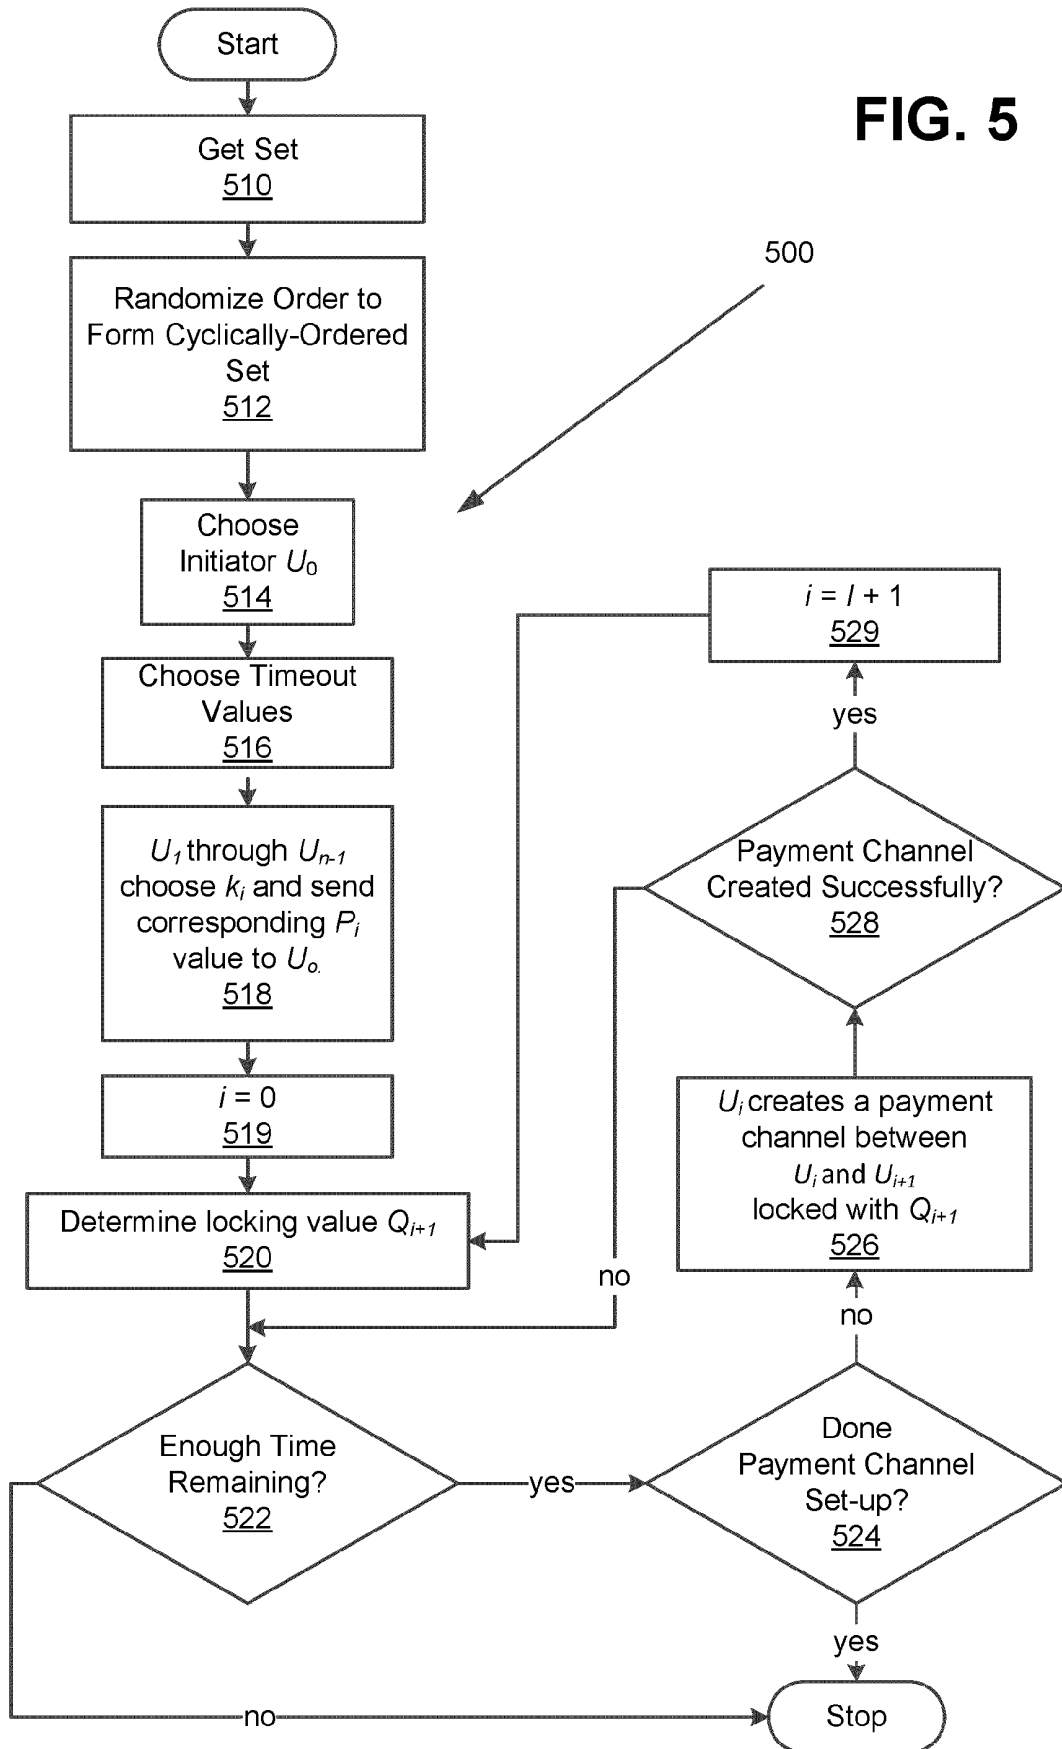 Start
FIG. 5
Get Set
510
Randomize Order to
Form Cyclically-Ordered
Set
512
500
Choose
Initiator U0
514
Choose Timeout
Values
516
U1 through Un-1
choose ki and send
corresponding Pi
value to Uo.
518
i = 0
519
Determine locking value Qi+1
520
Enough Time
Remaining?
522
yes
no
Done
Payment Channel
Set-up?
524
no
yes
Stop
Ui creates a payment
channel between
Ui and Ui+1
locked with Qi+1
526
Payment Channel
Created Successfully?
528
no
yes
i = I + 1
529